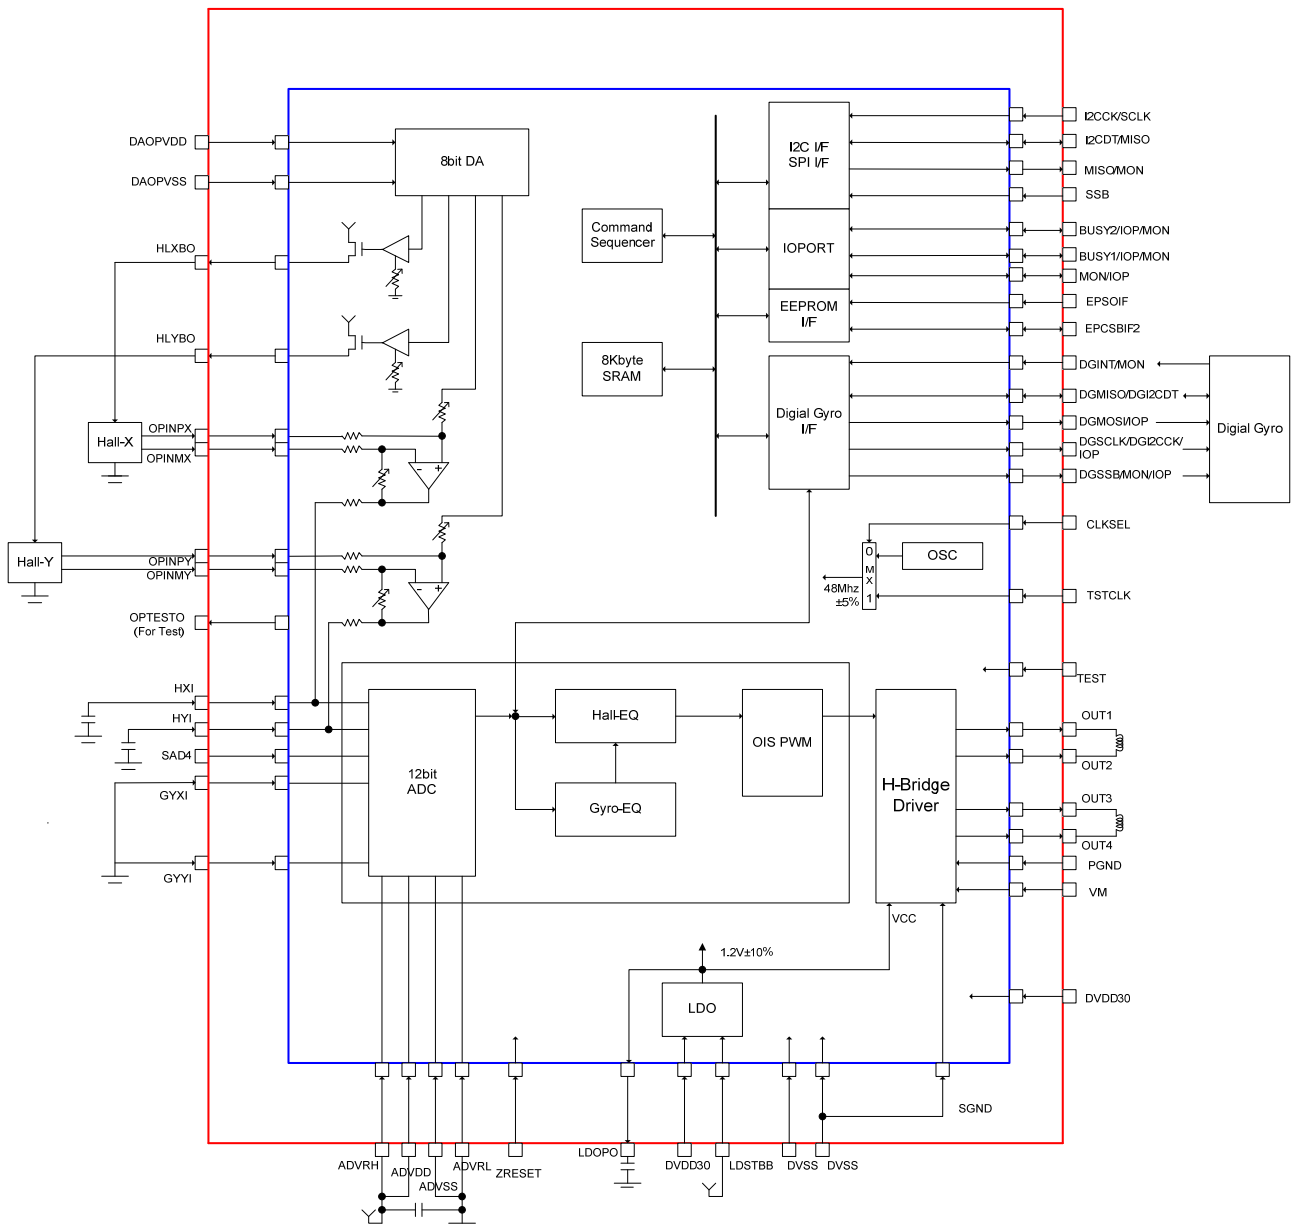 DAOPVDD
DAOPVSS
HLXBO
HLYBO
Hall-X
OPINPX
OPINMX
Hall-Y
OPINPY
OPINMY
OPTESTO
(For Test)
HXI
HYI
SAD4
GYXI
GYYI
8bit DA
-
+
-
+
Command
Sequencer
8Kbyte
SRAM
I2C I/F
SPI I/F
IOPORT
EEPROM
I/F
Digial Gyro
I/F
I2CCK/SCLK
I2CDT/MISO
MISO/MON
SSB
BUSY2/IOP/MON
BUSY1/IOP/MON
MON/IOP
EPSOIF
EPCSBIF2
DGINT/MON
DGMISO/DGI2CDT
DGMOSI/IOP
DGSCLK/DGI2CCK/
IOP
DGSSB/MON/IOP
Digial Gyro
CLKSEL
0
M
X
1
OSC
48Mhz
±5%
TSTCLK
TEST
12bit
ADC
Hall-EQ
Gyro-EQ
OIS PWM
H-Bridge
Driver
OUT1
OUT2
OUT3
OUT4
PGND
VM
VCC
1.2V±10%
LDO
DVDD30
SGND
ADVRH
ADVDD
ADVSS
ADVRL
ZRESET
LDOPO
DVDD30
LDSTBB
DVSS
DVSS